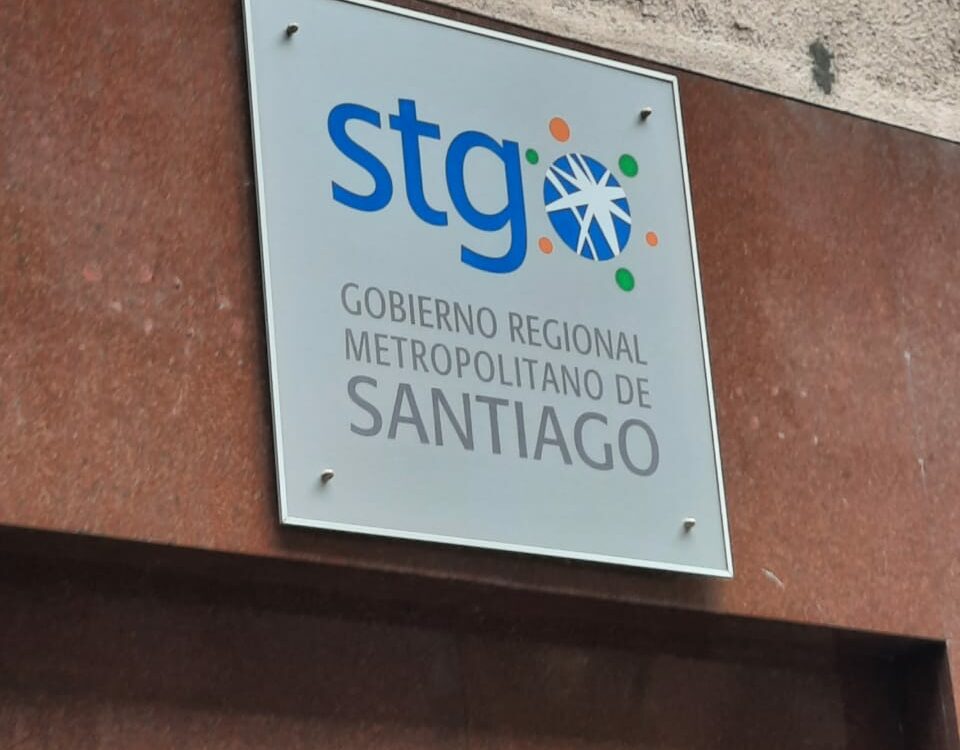 stgo
GOBIERNO REGIONAL
METROPOLITANO DE
SANTIAGO